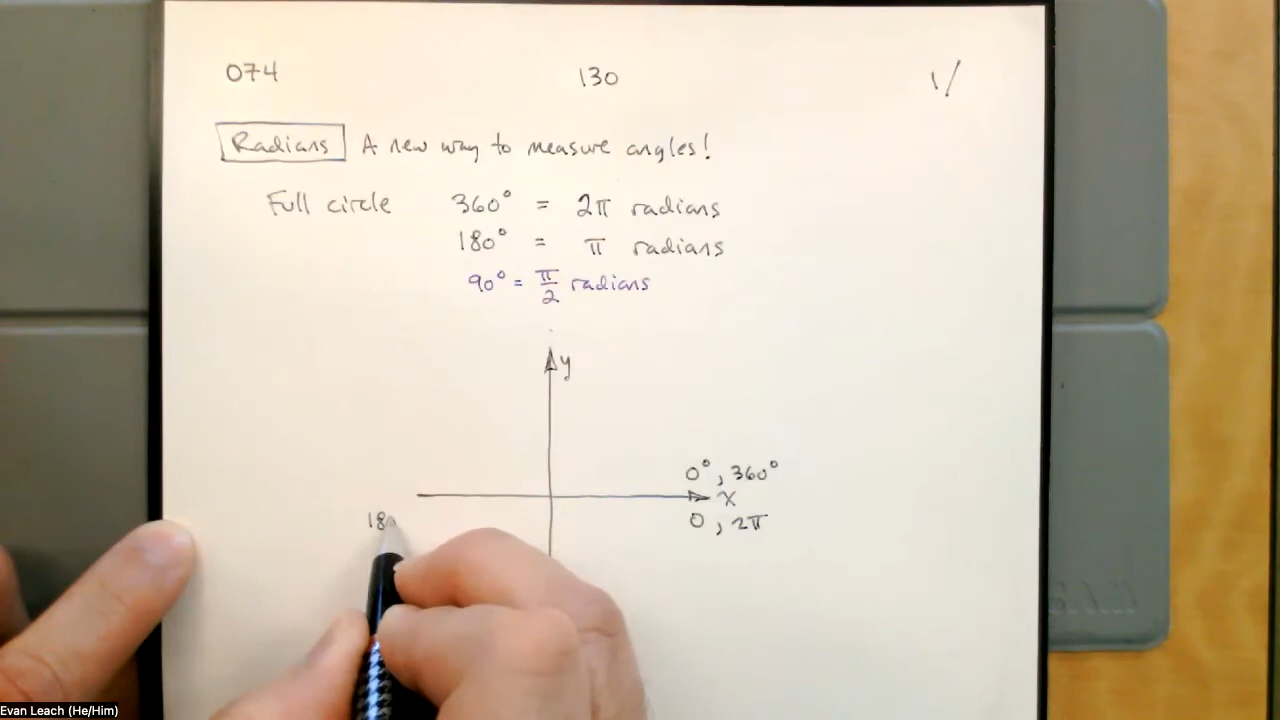 074 130 1/
Radians A new way to measure angles!
Full circle 360° = 2π radians
180° = π radians
90° = π/2 radians
y
0°, 360°
x
18
0, 2π
Evan Leach (He/Him)